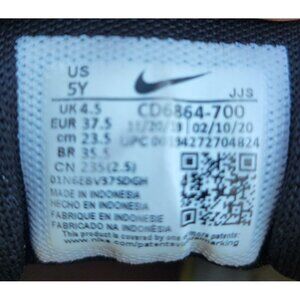 US
5Y
JJS
UK 4.5 CD6864-700
EUR 37.5 02/10/20
cm 23.5 UPC
BR 35.5
CN 235(2.5)
MADE IN INDONESIA
HECHO EN INDONESIA
FABRIQUE EN INDONESIE
FABRICADO NA INDONESIA